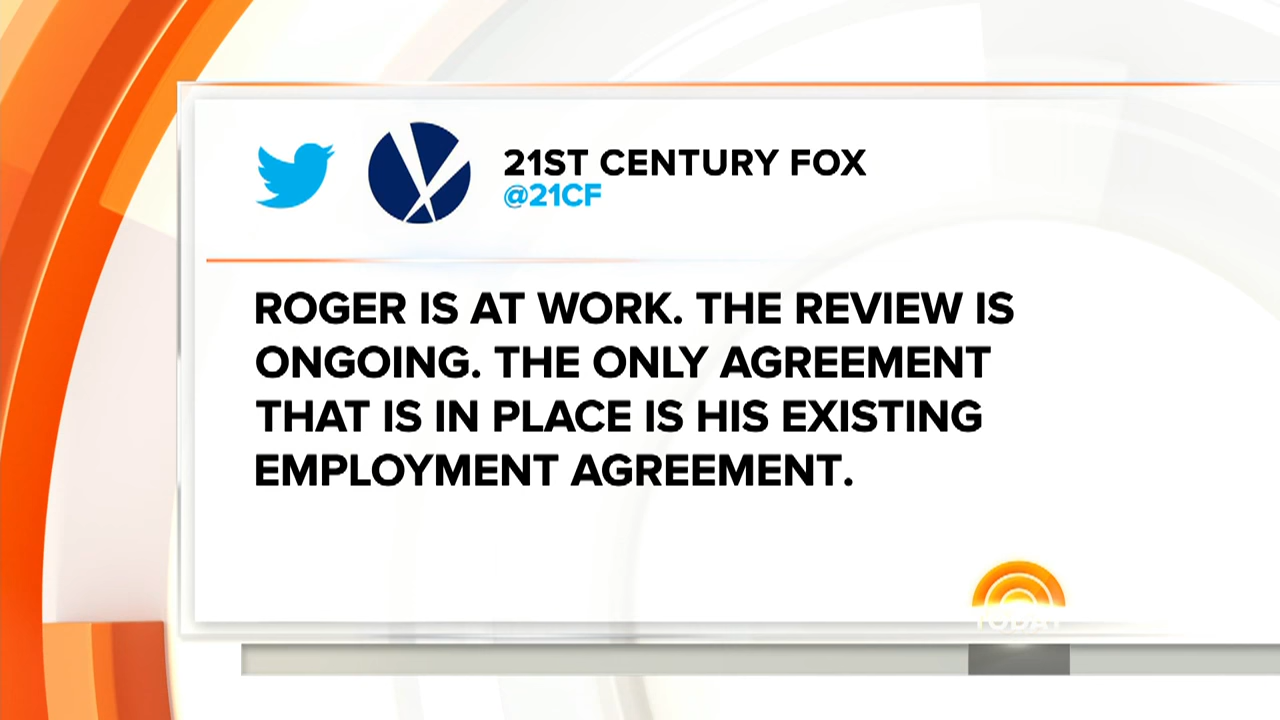 21ST CENTURY FOX
@21CF
ROGER IS AT WORK. THE REVIEW IS
ONGOING. THE ONLY AGREEMENT
THAT IS IN PLACE IS HIS EXISTING
EMPLOYMENT AGREEMENT.
TODAY